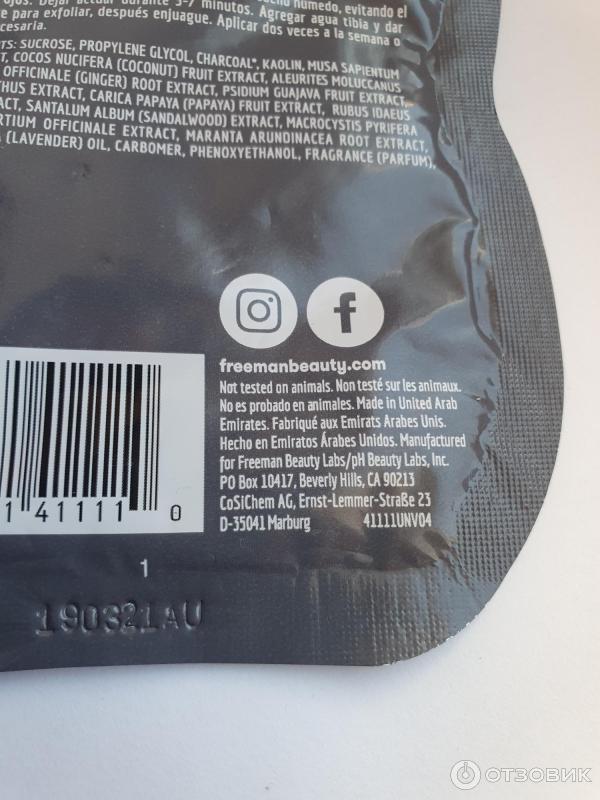 ojos. Dejar actuar durante 5-7 minutos. Agregar agua tibia y dar
e para exfoliar, después enjuague. Aplicar dos veces a la semana o
cesaria.
TS: SUCROSE, PROPYLENE GLYCOL, CHARCOAL*, KAOLIN, MUSA SAPIENTUM
T, COCOS NUCIFERA (COCONUT) FRUIT EXTRACT, ALEURITES MOLUCCANUS
OFFICINALE (GINGER) ROOT EXTRACT, PSIDIUM GUAJAVA FRUIT EXTRACT,
THUS EXTRACT, CARICA PAPAYA (PAPAYA) FRUIT EXTRACT, RUBUS IDAEUS
ACT, SANTALUM ALBUM (SANDALWOOD) EXTRACT, MACROCYSTIS PYRIFERA
RTIUM OFFICINALE EXTRACT, MARANTA ARUNDINACEA ROOT EXTRACT,
(LAVENDER) OIL, CARBOMER, PHENOXYETHANOL, FRAGRANCE (PARFUM),
freemanbeauty.com
Not tested on animals. Non testé sur les animaux.
No es probado en animales. Made in United Arab
Emirates. Fabriqué aux Emirats Arabes Unis.
Hecho en Emiratos Árabes Unidos. Manufactured
for Freeman Beauty Labs/pH Beauty Labs, Inc.
PO Box 10417, Beverly Hills, CA 90213
CoSiChem AG, Ernst-Lemmer-Straße 23
D-35041 Marburg 41111UNV04
1 41111 0
1
190321AU
ОТЗОВИК